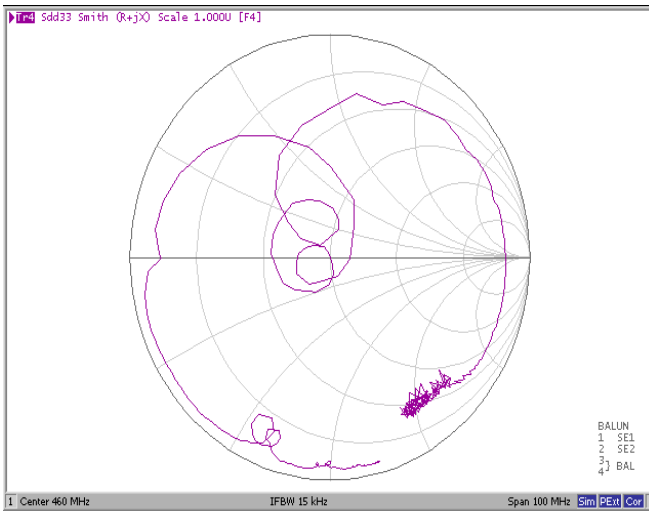 Tr4 Sdd33 Smith (R+jX) Scale 1.000U [F4]
BALUN
1 SE1
2 SE2
3
4] BAL
1 Center 460 MHz IFBW 15 kHz Span 100 MHz Sim PExt Cor